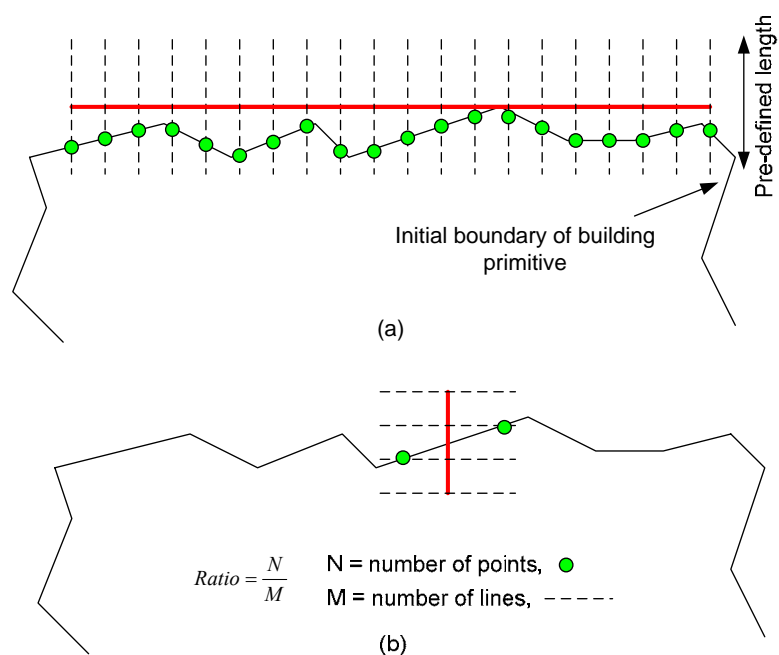 Pre-defined length
Initial boundary of building
primitive
(a)
Ratio = N/M
N = number of points,
M = number of lines,
(b)